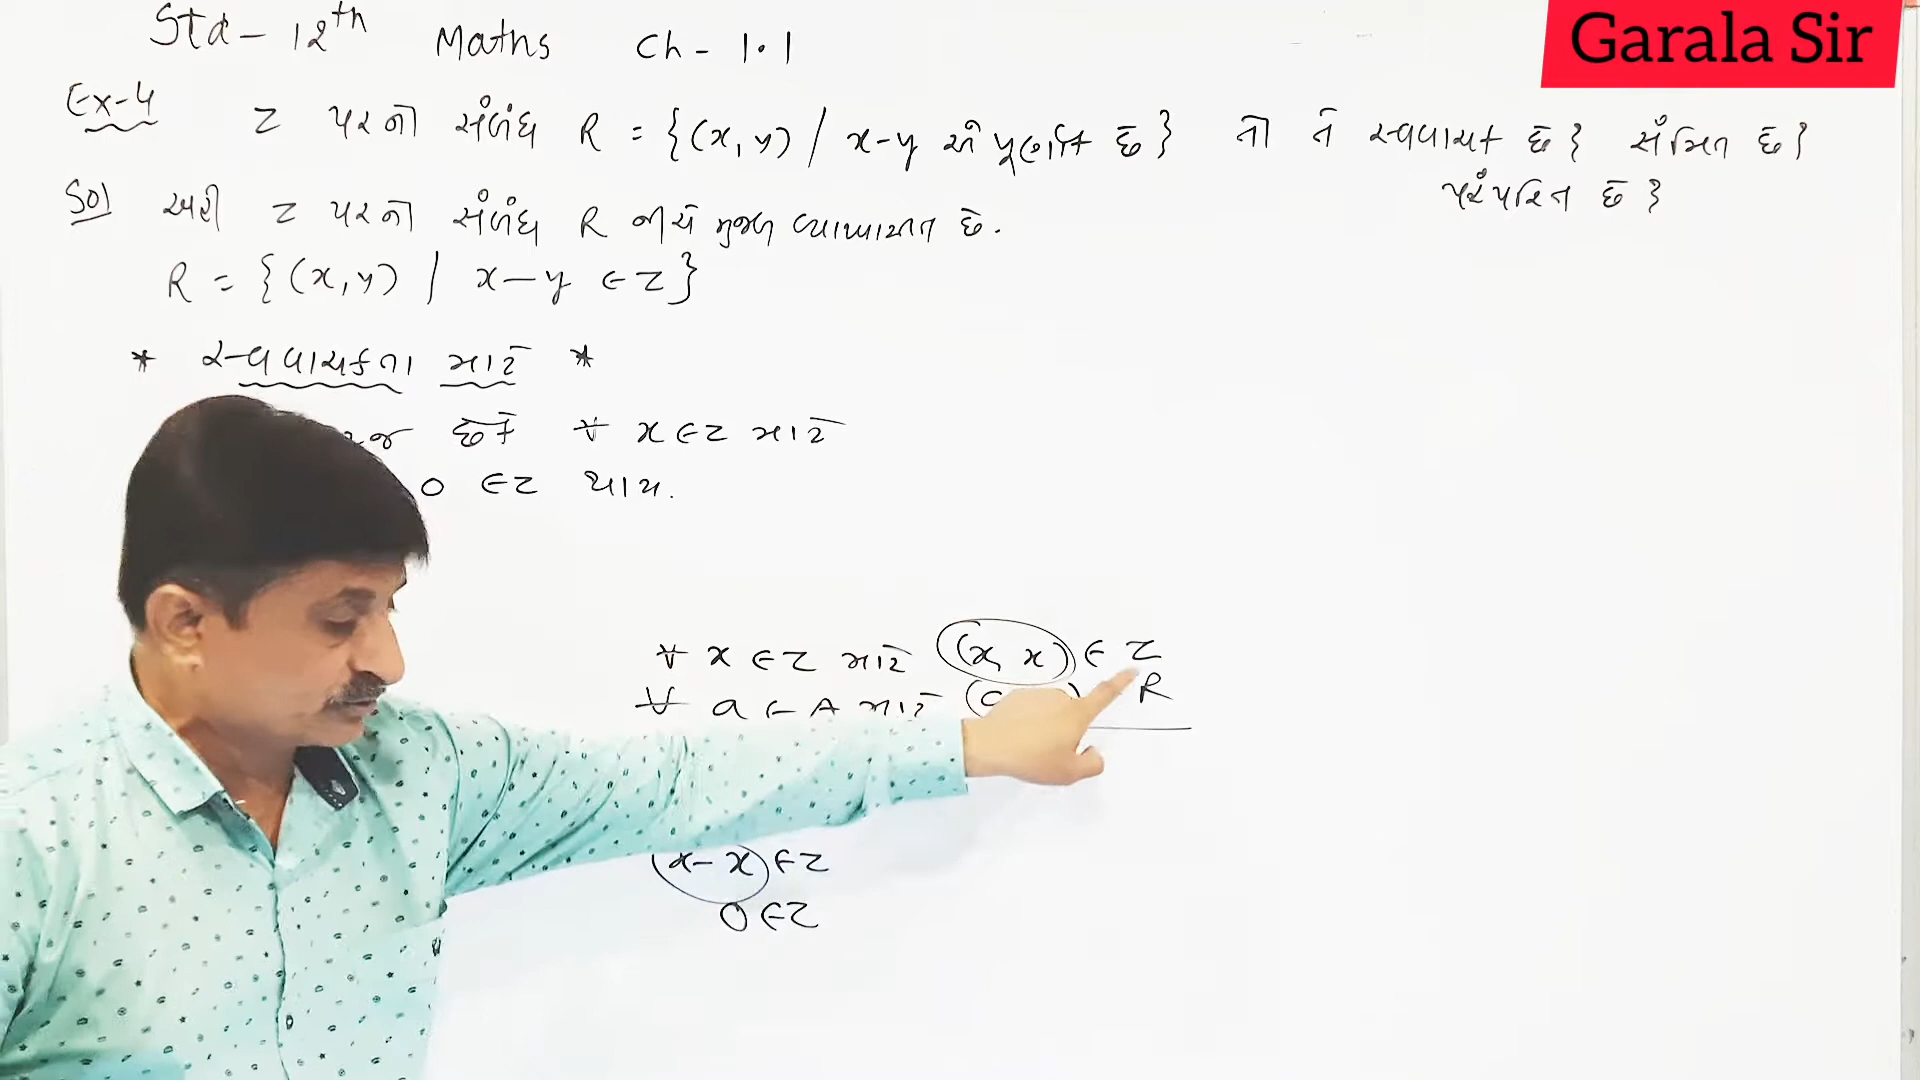 Std - 12th Maths Ch - 1.1
Garala Sir
Ex-4 Z પરનો સંબંધ R = {(x, y) / x-y એ પૂર્ણાંક છે} તો તે સ્વવાચક છે? સંમિત છે?
પરંપરિત છે?
Sol અહી Z પરનો સંબંધ R નીચે મુજબ વ્યાખ્યાયિત છે.
R = {(x, y) / x-y ∈ Z}
* સ્વવાચકતા માટે *
છેકે ∀ x ∈ Z માટે
0 ∈ Z થાય.
∀ x ∈ Z માટે (x, x) ∈ Z
∀ a ∈ A માટે ( R
(x-x) ∈ Z
0 ∈ Z